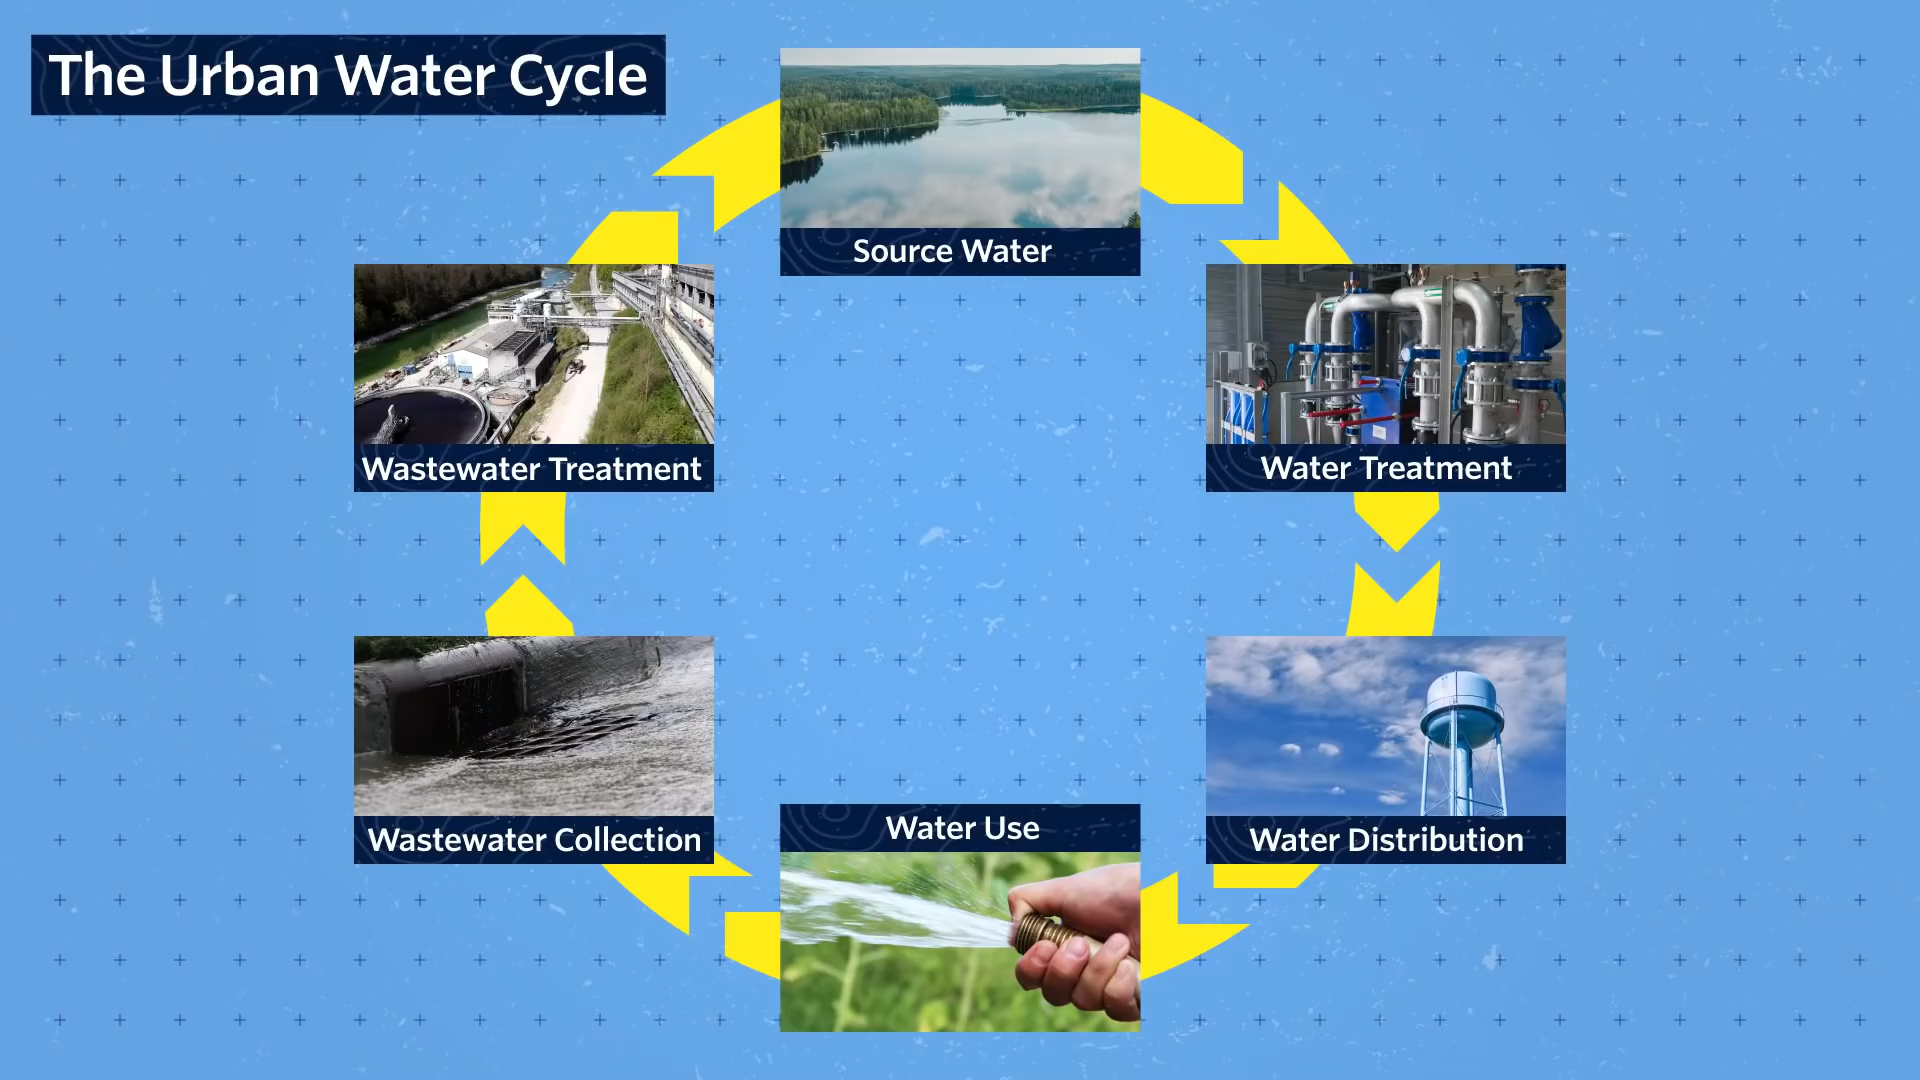 The Urban Water Cycle
Source Water
Water Treatment
Water Distribution
Water Use
Wastewater Collection
Wastewater Treatment